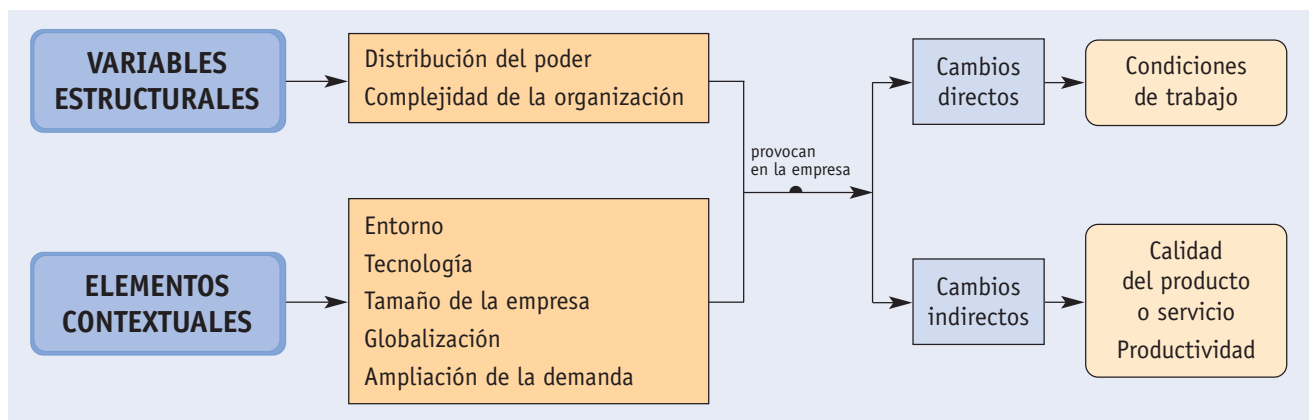 VARIABLES
ESTRUCTURALES
Distribución del poder
Complejidad de la organización
ELEMENTOS
CONTEXTUALES
Entorno
Tecnología
Tamaño de la empresa
Globalización
Ampliación de la demanda
provocan
en la empresa
Cambios
directos
Condiciones
de trabajo
Cambios
indirectos
Calidad
del producto
o servicio
Productividad